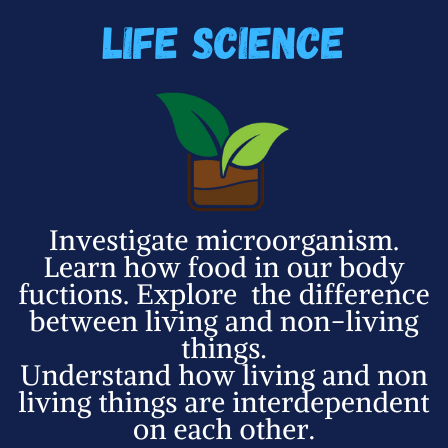 LIFE SCIENCE
Investigate microorganism.
Learn how food in our body
fuctions. Explore the difference
between living and non-living
things.
Understand how living and non
living things are interdependent
on each other.